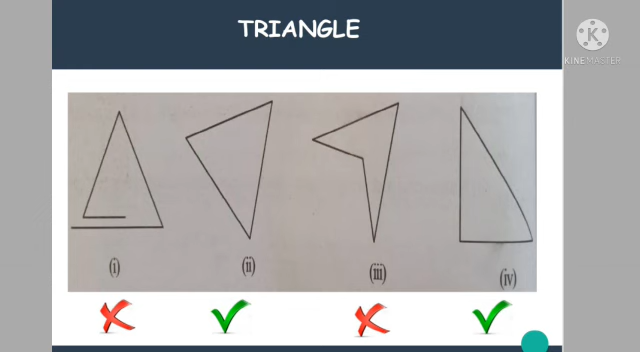 TRIANGLE
K
KINEMASTER
(i)
(ii)
(iii)
(iv)